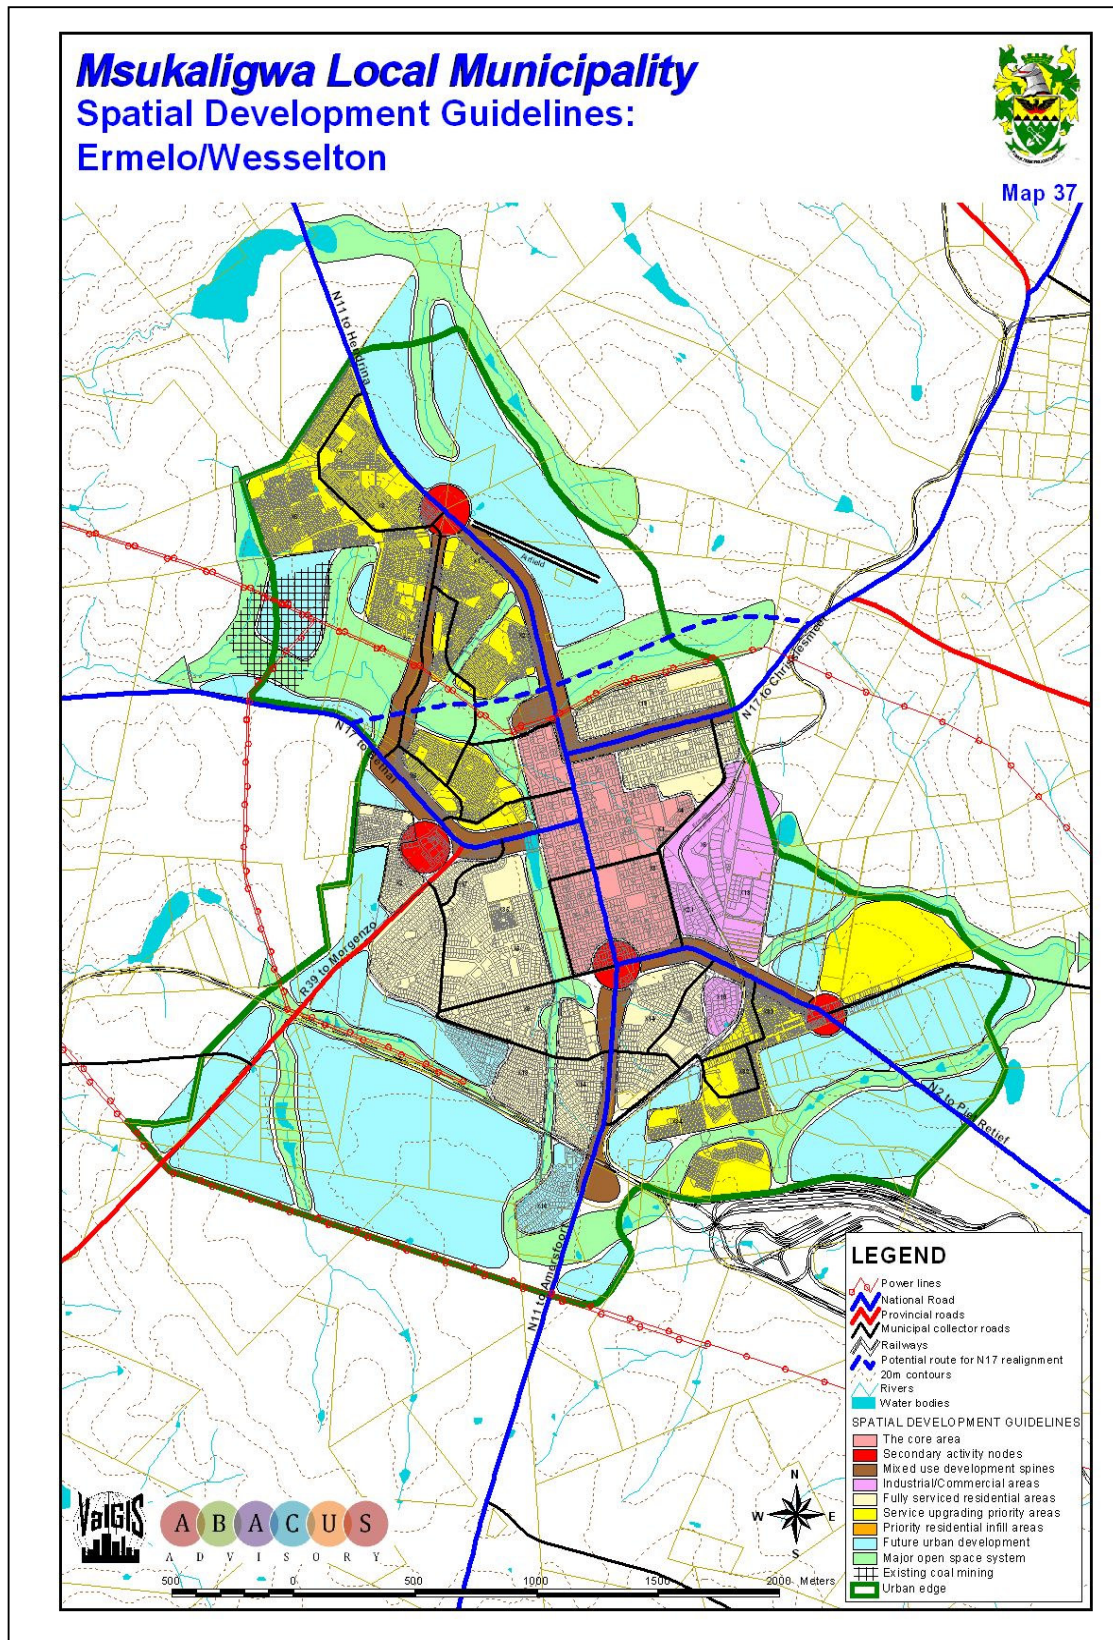 Msukaligwa Local Municipality
Spatial Development Guidelines:
Ermelo/Wesselton
Map 37
N11 to Hendrina
Airfield
N17 to Chrissiesmeer
N17 to Bethal
R39 to Morgenzo
N2 to Piet Retief
N11 to Amersfoort
LEGEND
Power lines
National Road
Provincial roads
Municipal collector roads
Railways
Potential route for N17 realignment
20m contours
Rivers
Water bodies
SPATIAL DEVELOPMENT GUIDELINES
The core area
Secondary activity nodes
Mixed use development spines
Industrial/Commercial areas
Fully serviced residential areas
Service upgrading priority areas
Priority residential infill areas
Future urban development
Major open space system
Existing coal mining
Urban edge
N
W E
S
ValGIS
ABACUS
ADVISORY
500 0 500 1000 1500 2000 Meters